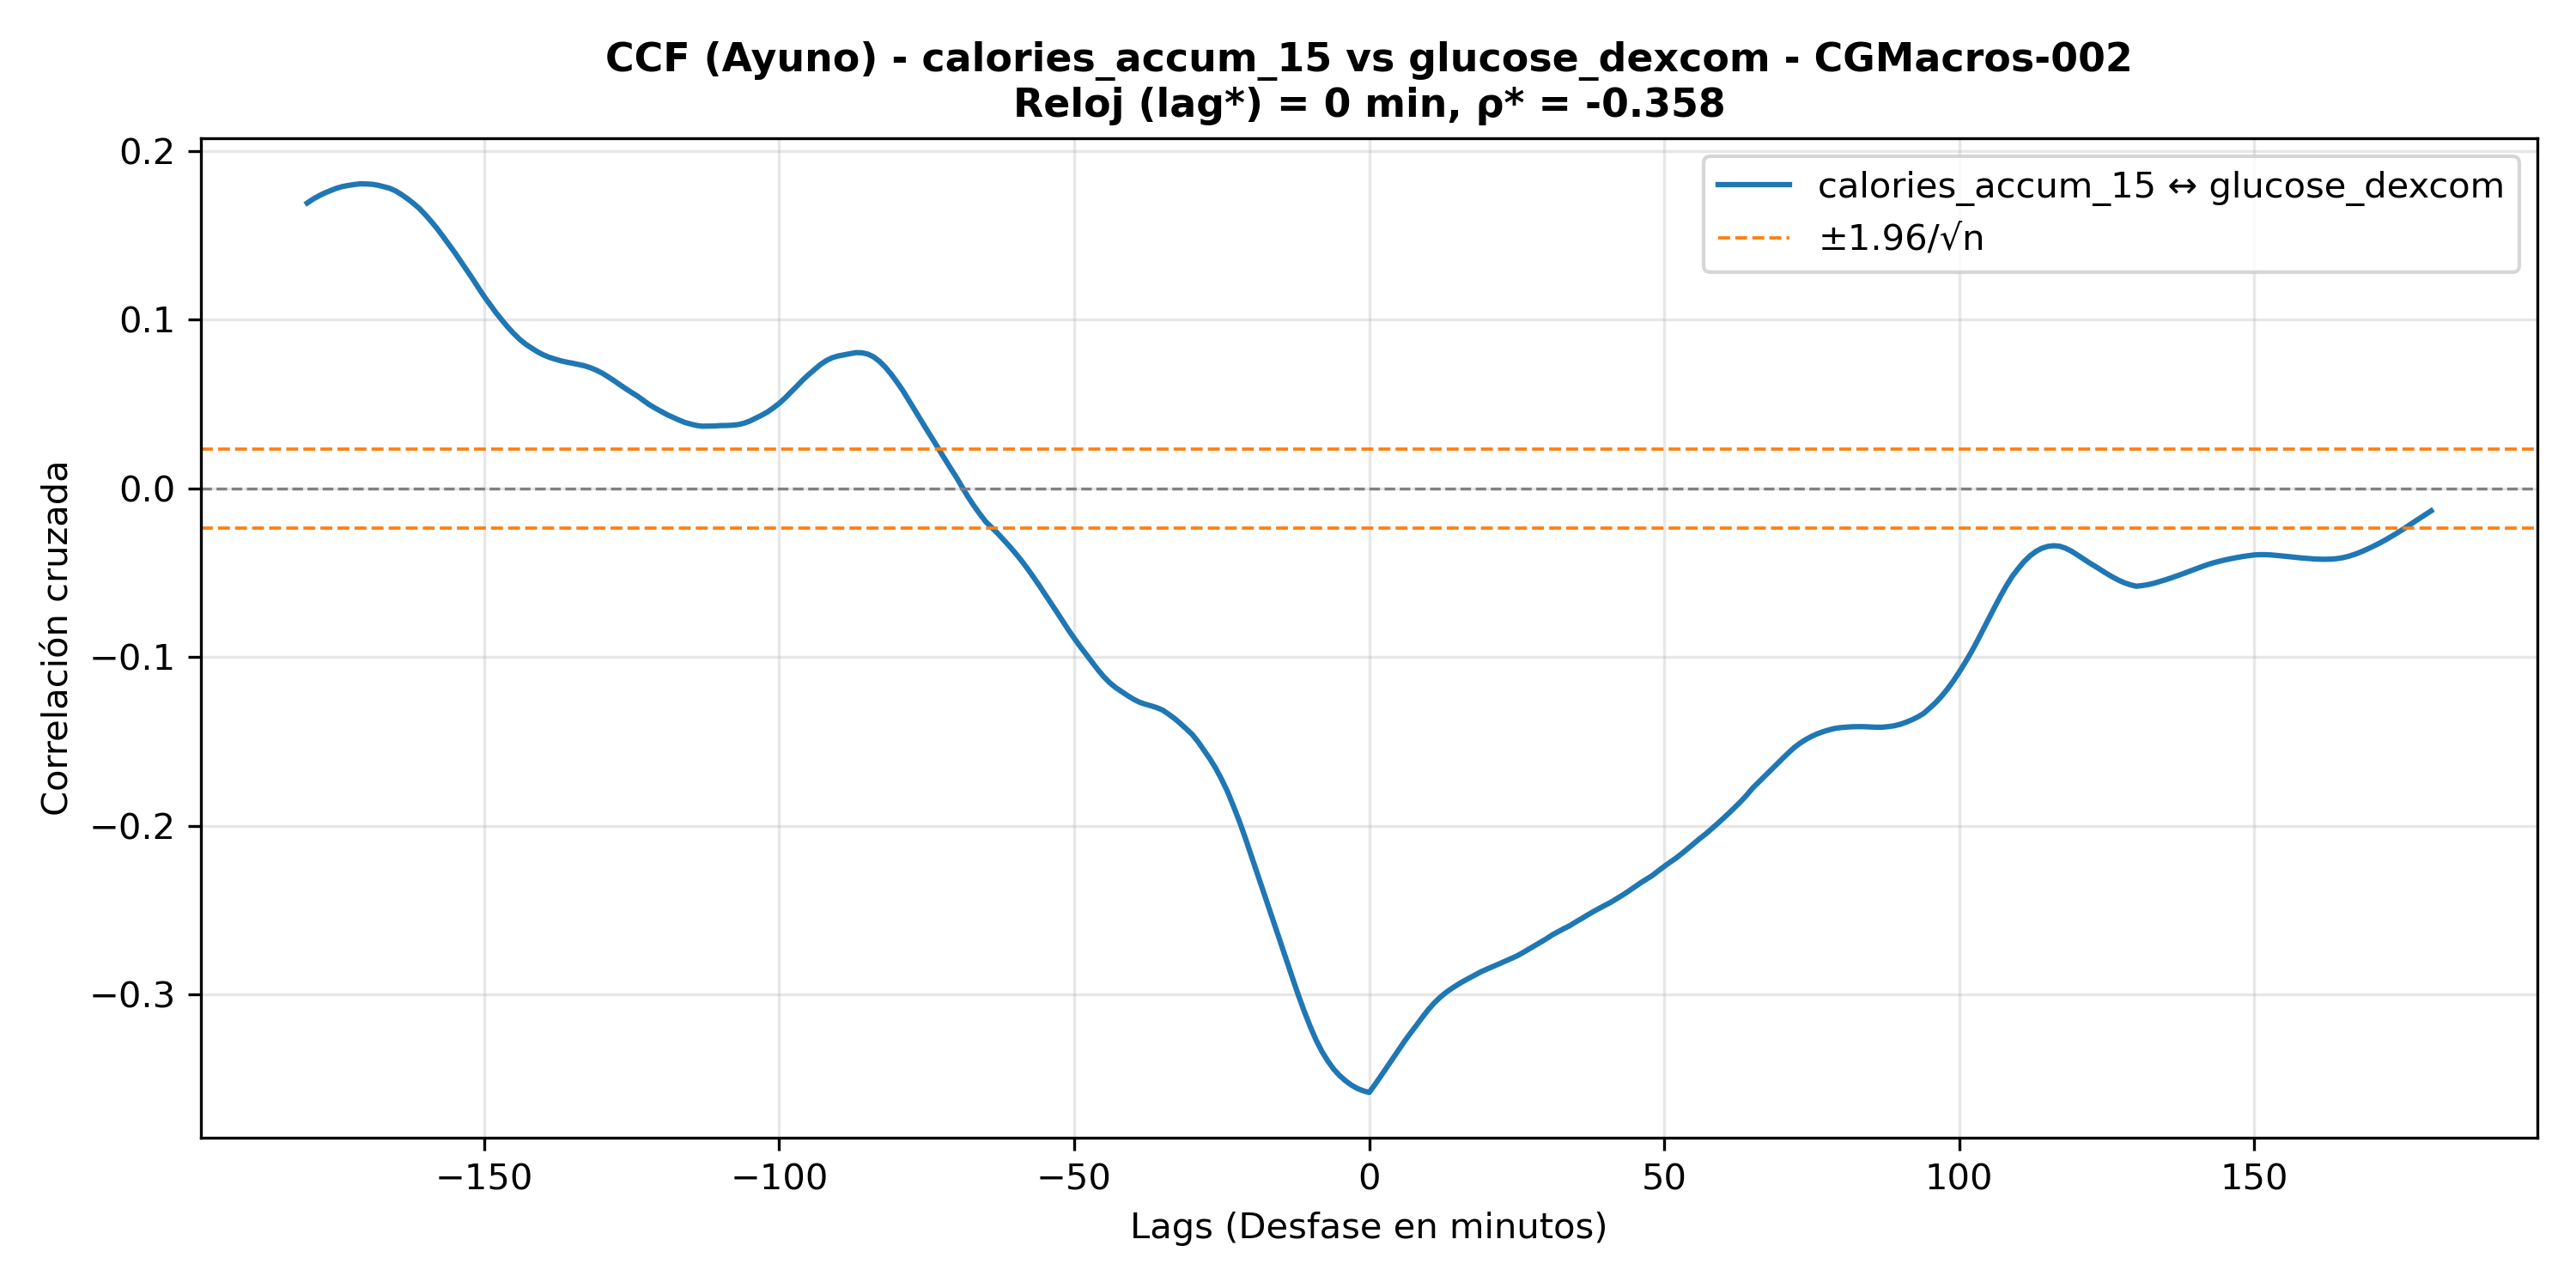 CCF (Ayuno) - calories_accum_15 vs glucose_dexcom - CGMacros-002
Reloj (lag*) = 0 min, ρ* = -0.358
calories_accum_15 ↔ glucose_dexcom
±1.96/√n
Correlación cruzada
0.2
0.1
0.0
−0.1
−0.2
−0.3
−150
−100
−50
0
50
100
150
Lags (Desfase en minutos)